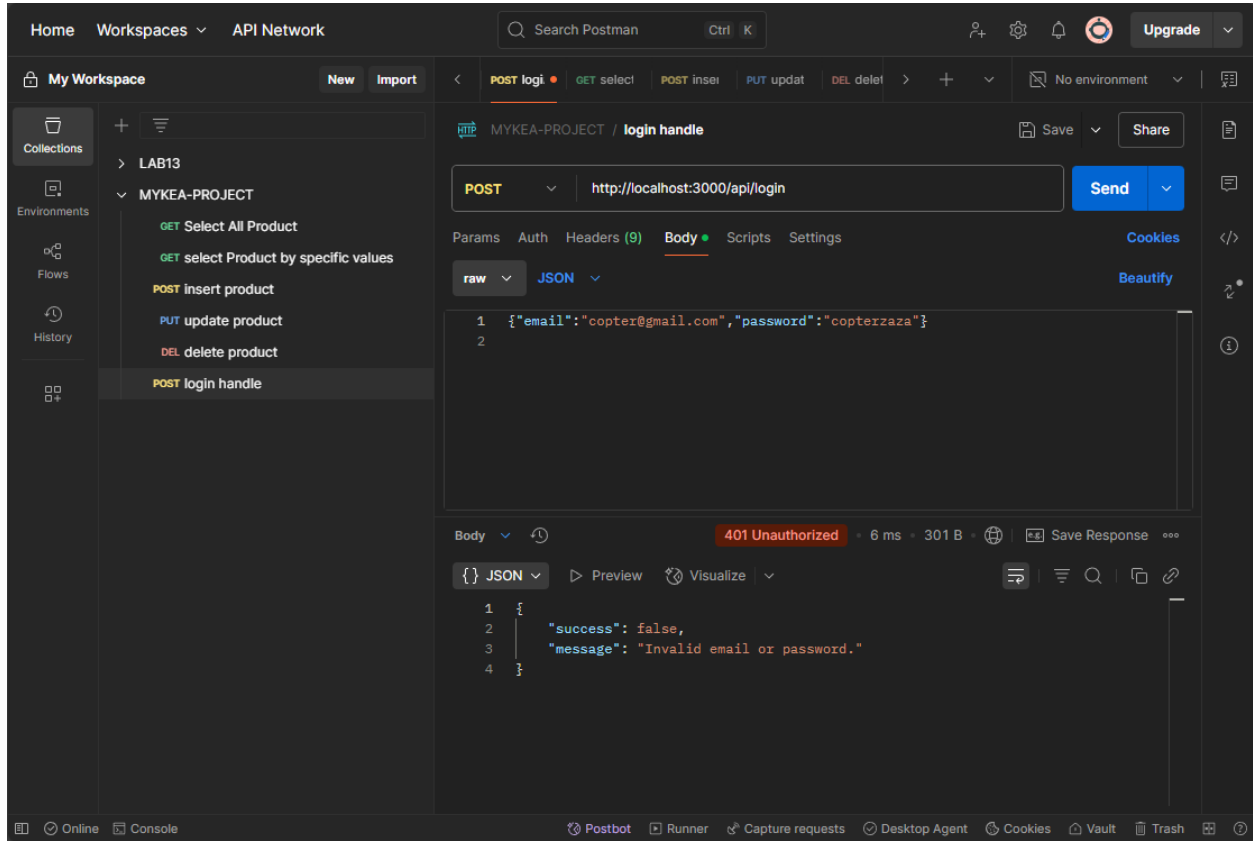 Home Workspaces API Network Search Postman Ctrl K Upgrade
My Workspace New Import POST logi. GET select POST inser PUT updat DEL delet No environment
Collections
Environments
Flows
History
LAB13
MYKEA-PROJECT
GET Select All Product
GET select Product by specific values
POST insert product
PUT update product
DEL delete product
POST login handle
HTTP MYKEA-PROJECT / login handle Save Share
POST http://localhost:3000/api/login Send
Params Auth Headers (9) Body Scripts Settings Cookies
raw JSON Beautify
1 {"email":"copter@gmail.com","password":"copterzaza"}
2
Body 401 Unauthorized 6 ms 301 B e.g. Save Response
{} JSON Preview Visualize
1 {
2 "success": false,
3 "message": "Invalid email or password."
4 }
Online Console Postbot Runner Capture requests Desktop Agent Cookies Vault Trash